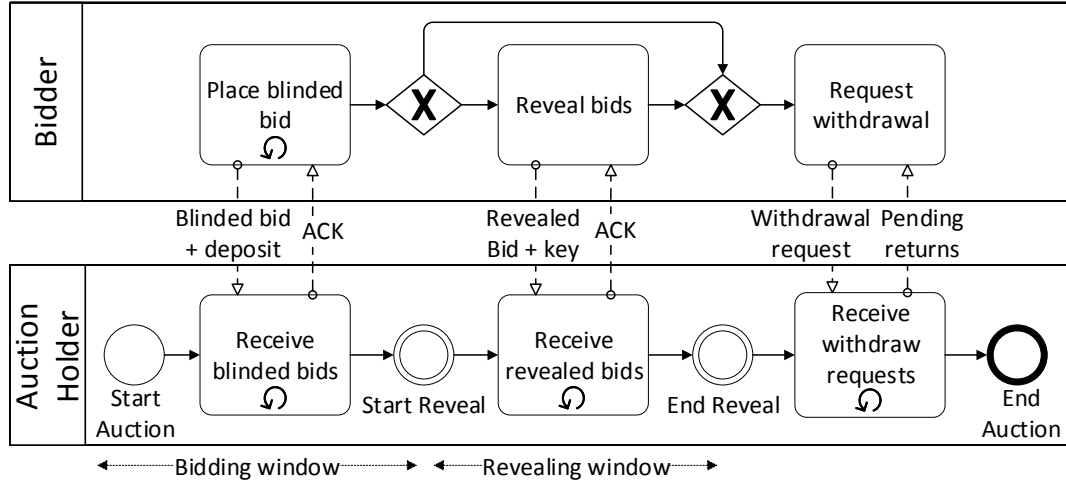 Bidder
Place blinded
bid
X
Reveal bids
X
Request
withdrawal
Blinded bid
+ deposit
ACK
Revealed
Bid + key
ACK
Withdrawal
request
Pending
returns
Auction
Holder
Start
Auction
Receive
blinded bids
Start Reveal
Receive
revealed bids
End Reveal
Receive
withdraw
requests
End
Auction
Bidding window
Revealing window